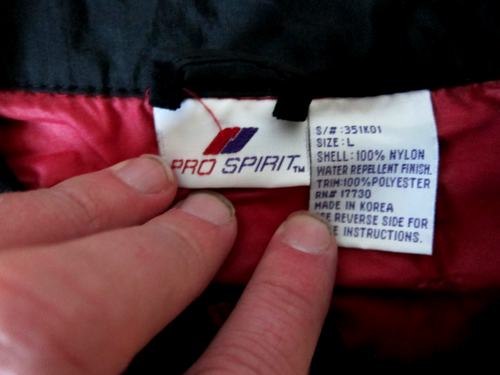 PRO SPIRIT™
S/#: 351K01
SIZE: L
SHELL: 100% NYLON
WATER REPELLENT FINISH.
TRIM: 100% POLYESTER
RN# 17730
MADE IN KOREA
SEE REVERSE SIDE FOR
INSTRUCTIONS.